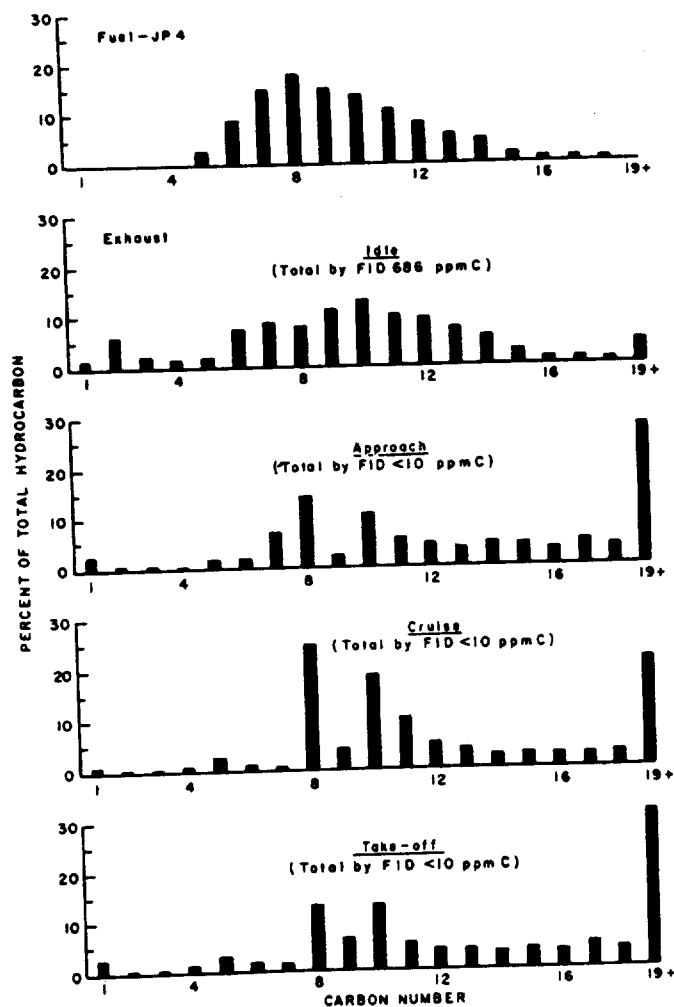 30
Fuel-JP4
20
10
0
1 4 8 12 16 19+
PERCENT OF TOTAL HYDROCARBON
30
Exhaust
Idle
(Total by FID 686 ppmC)
20
10
0
1 4 8 12 16 19+
30
Approach
(Total by FID <10 ppmC)
20
10
0
1 4 8 12 16 19+
30
Cruise
(Total by FID <10 ppmC)
20
10
0
1 4 8 12 16 19+
30
Take-off
(Total by FID <10 ppmC)
20
10
0
1 4 8 12 16 19+
CARBON NUMBER